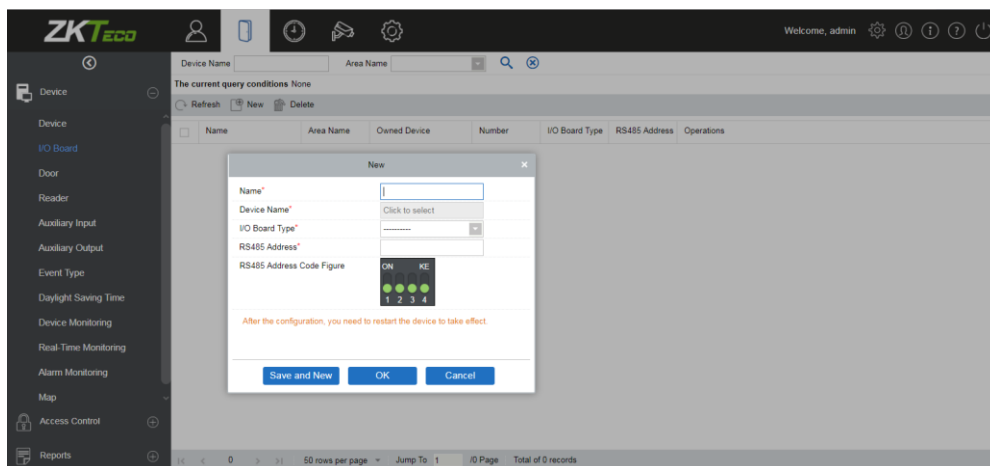 ZKTeco
Welcome, admin
Device Name Area Name
The current query conditions None
Refresh New Delete
Name Area Name Owned Device Number I/O Board Type RS485 Address Operations
Device
Device
I/O Board
Door
Reader
Auxiliary Input
Auxiliary Output
Event Type
Daylight Saving Time
Device Monitoring
Real-Time Monitoring
Alarm Monitoring
Map
Access Control
Reports
New
Name*
Device Name* Click to select
I/O Board Type* ----------
RS485 Address*
RS485 Address Code Figure
ON KE
1 2 3 4
After the configuration, you need to restart the device to take effect.
Save and New OK Cancel
0 50 rows per page Jump To 1 /0 Page Total of 0 records